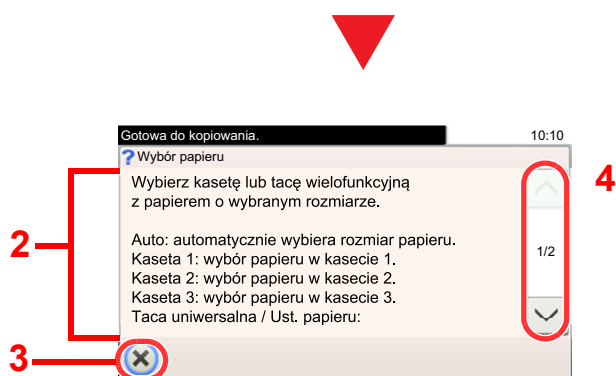 Gotowa do kopiowania. 10:10
? Wybór papieru
Wybierz kasetę lub tacę wielofunkcyjną
z papierem o wybranym rozmiarze.
Auto: automatycznie wybiera rozmiar papieru.
Kaseta 1: wybór papieru w kasecie 1.
Kaseta 2: wybór papieru w kasecie 2.
Kaseta 3: wybór papieru w kasecie 3.
Taca uniwersalna / Ust. papieru:
1/2
2
3
4